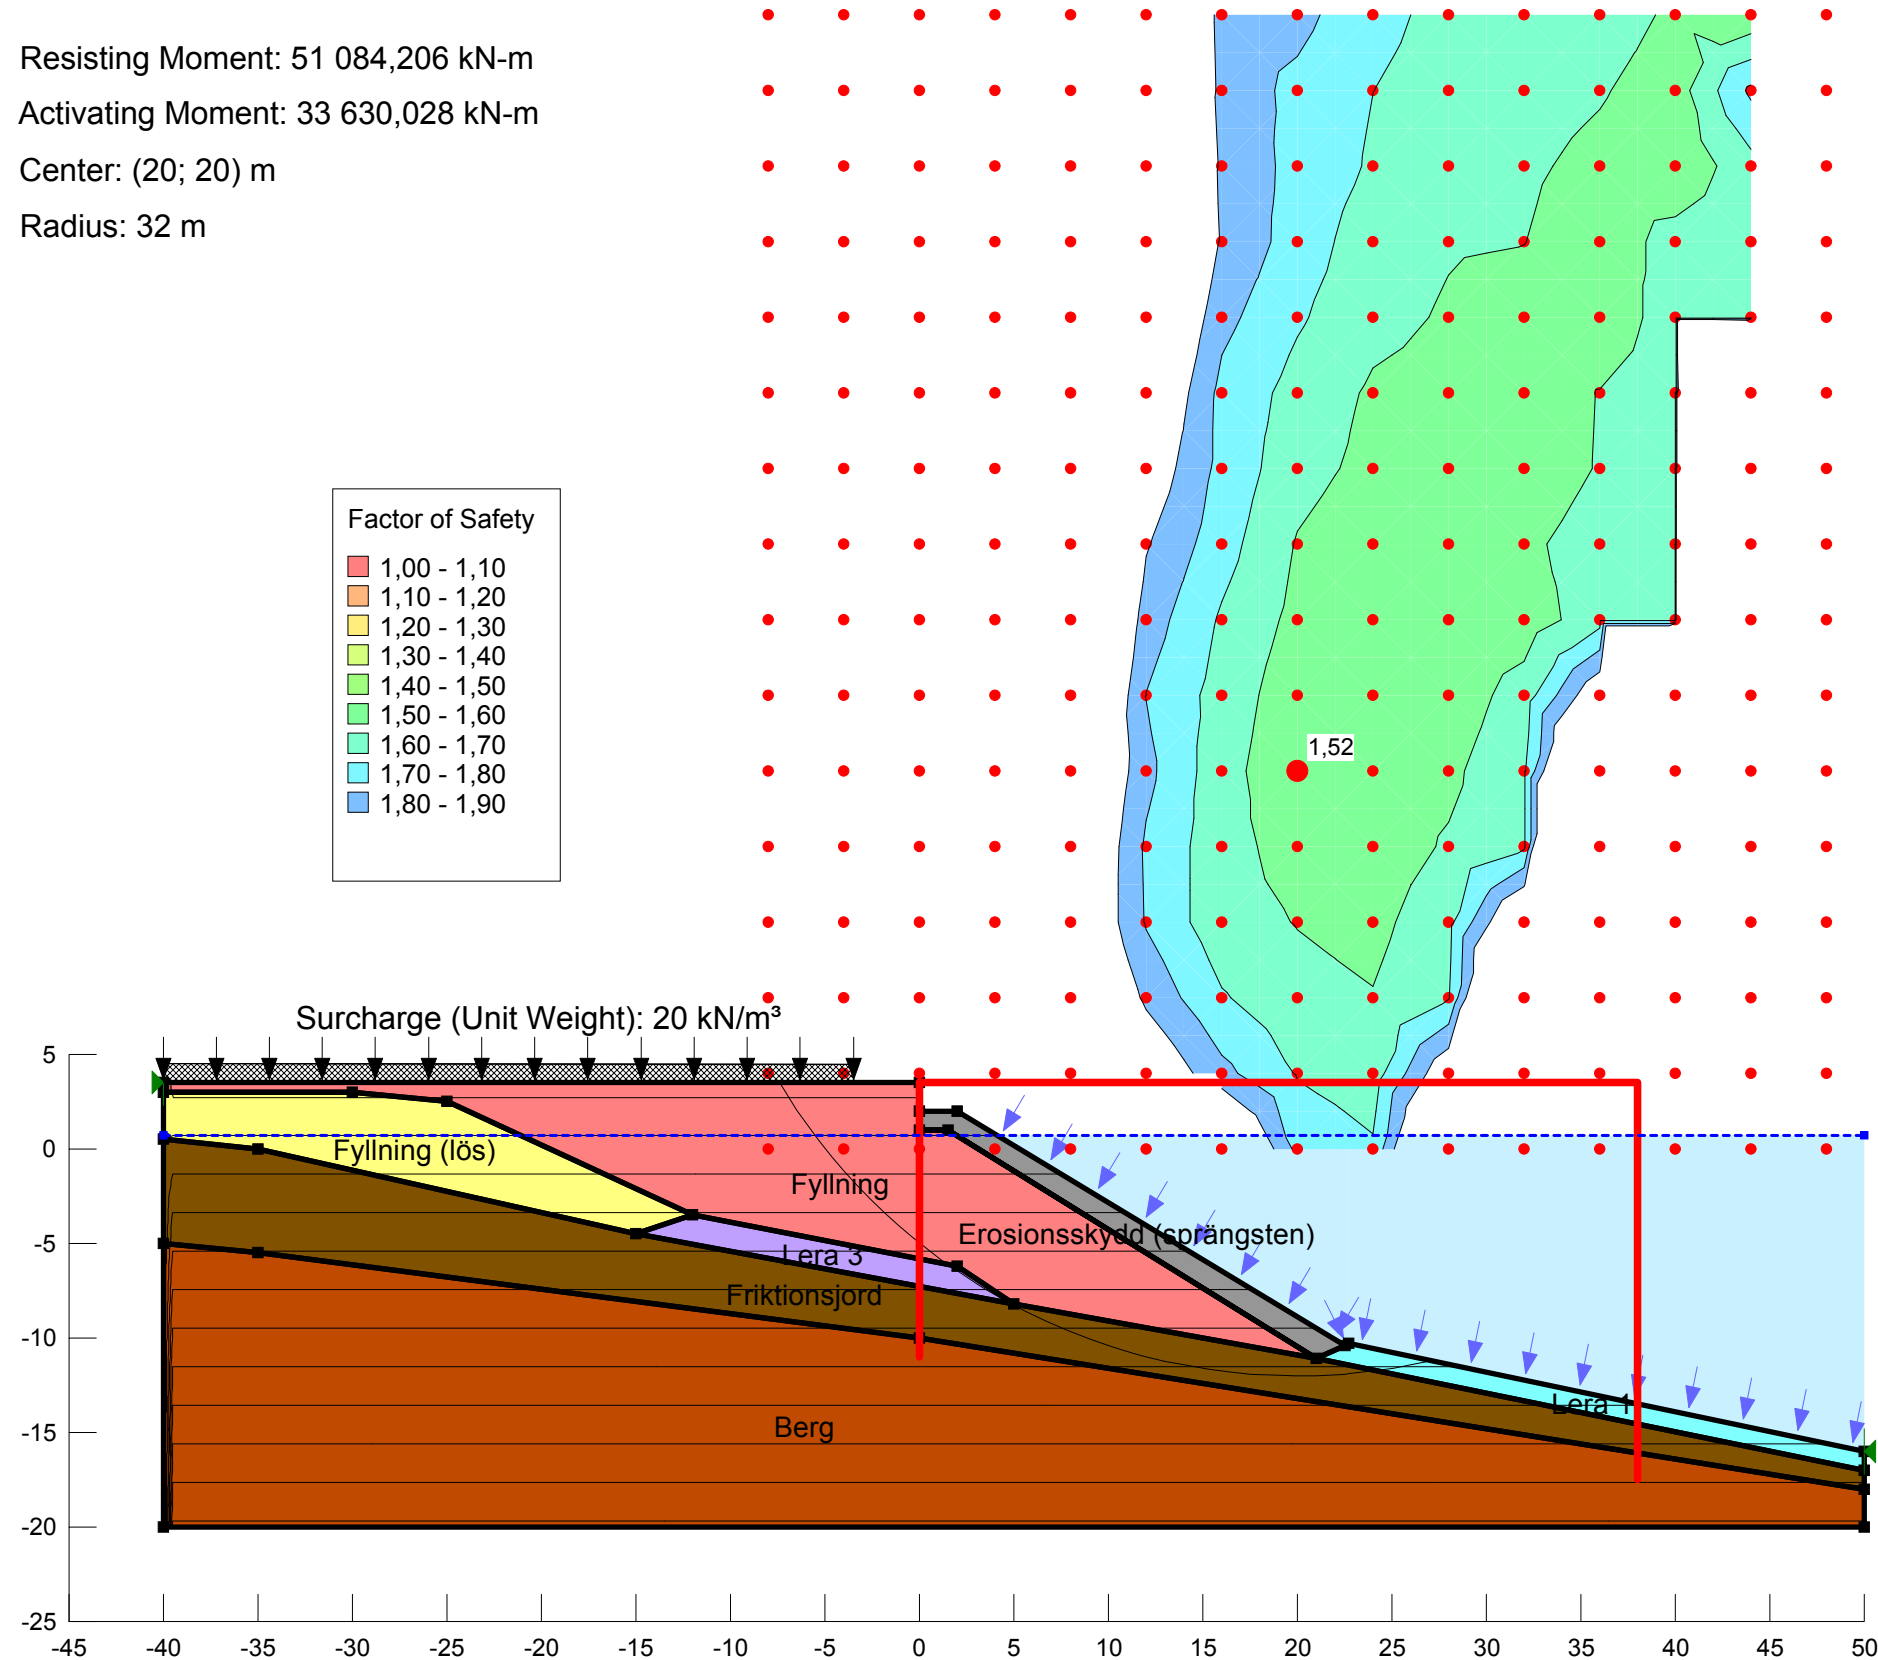 Resisting Moment: 51 084,206 kN-m
Activating Moment: 33 630,028 kN-m
Center: (20; 20) m
Radius: 32 m
Factor of Safety
1,00 - 1,10
1,10 - 1,20
1,20 - 1,30
1,30 - 1,40
1,40 - 1,50
1,50 - 1,60
1,60 - 1,70
1,70 - 1,80
1,80 - 1,90
1,52
Surcharge (Unit Weight): 20 kN/m³
5
0
-5
-10
-15
-20
-25
Fyllning (lös)
Fyllning
Erosionsskydd (sprängsten)
Lera 3
Friktionsjord
Lera 1
Berg
-45 -40 -35 -30 -25 -20 -15 -10 -5 0 5 10 15 20 25 30 35 40 45 50